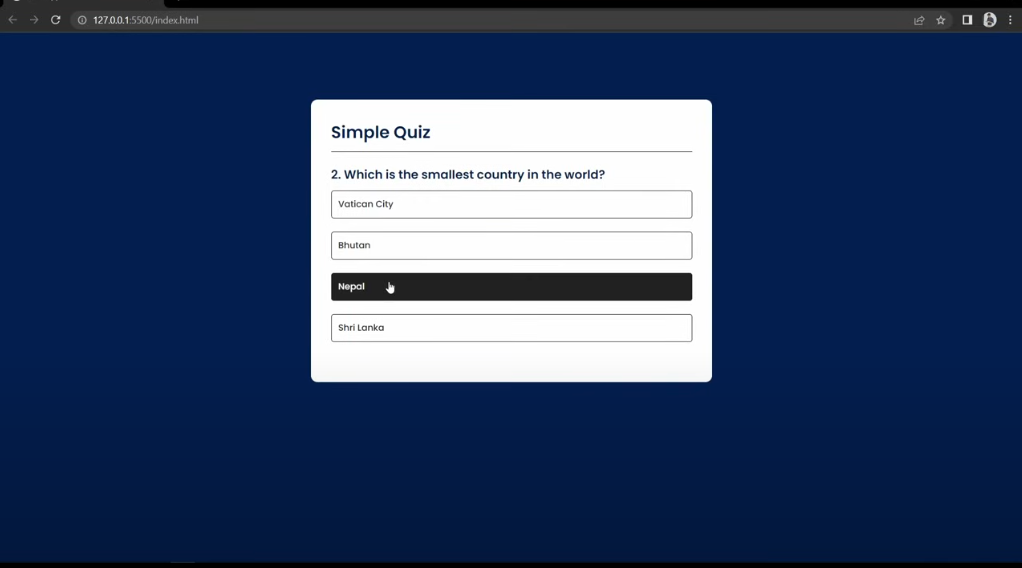 127.0.0.1:5500/index.html
Simple Quiz
2. Which is the smallest country in the world?
Vatican City
Bhutan
Nepal
Shri Lanka